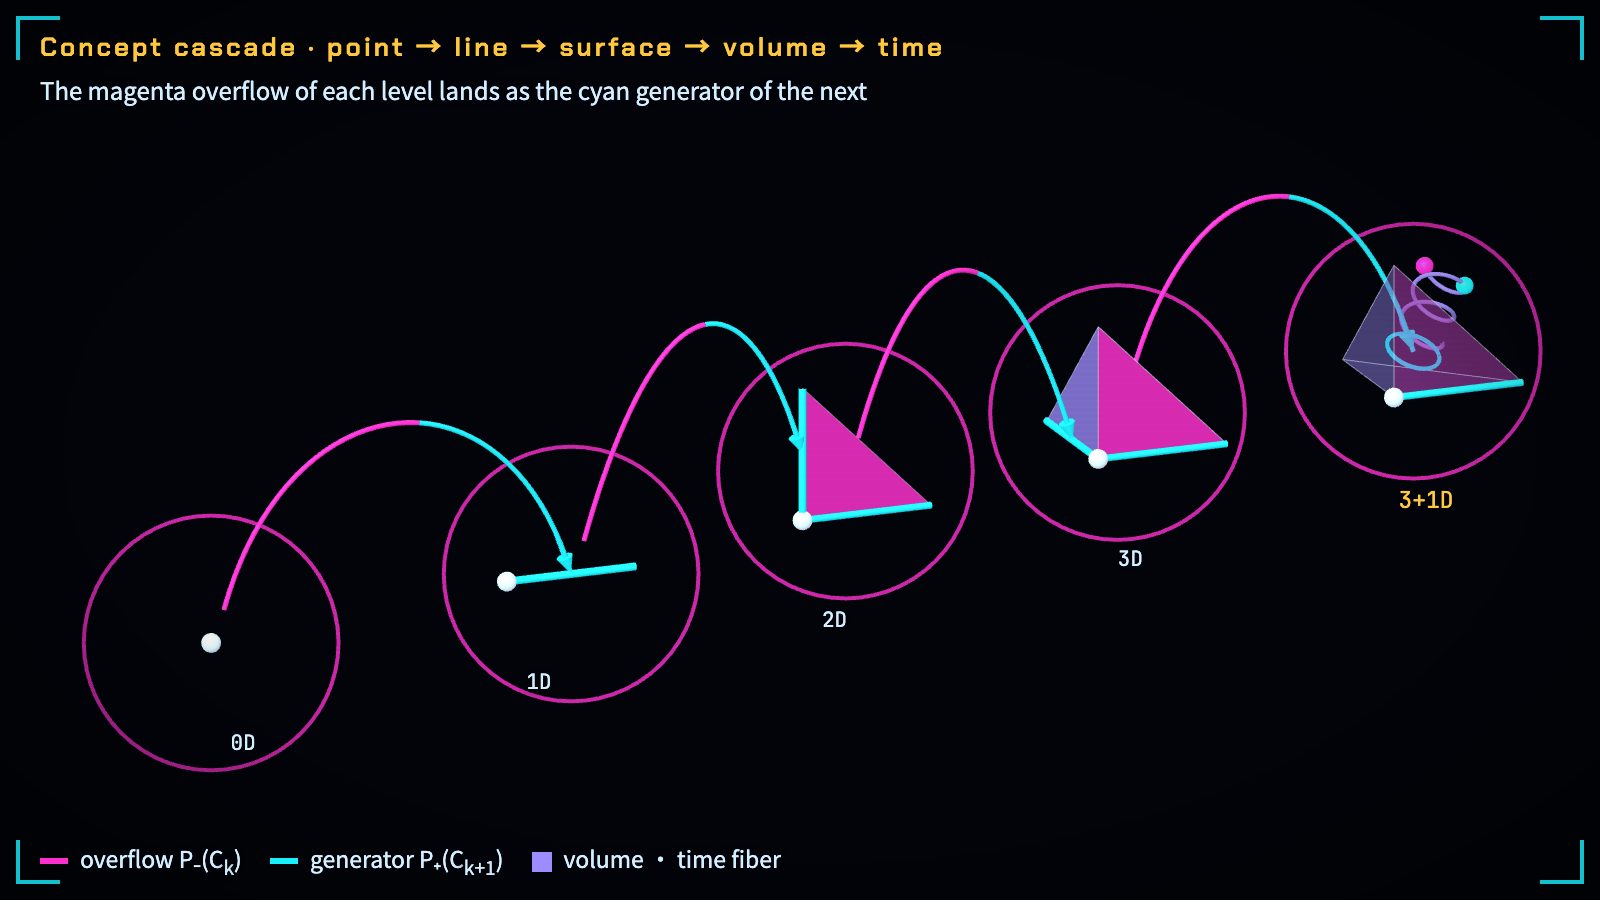 Concept cascade · point → line → surface → volume → time
The magenta overflow of each level lands as the cyan generator of the next
3+1D
3D
2D
1D
0D
overflow P₋(Cₖ) generator P₊(Cₖ₊₁) volume · time fiber